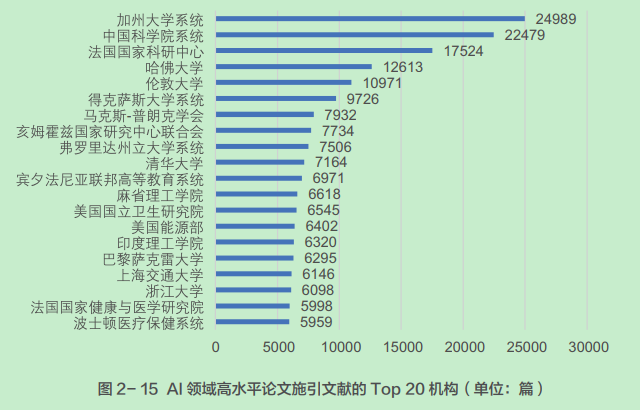 加州大学系统 24989
中国科学院系统 22479
法国国家科研中心 17524
哈佛大学 12613
伦敦大学 10971
得克萨斯大学系统 9726
马克斯-普朗克学会 7932
亥姆霍兹国家研究中心联合会 7734
弗罗里达州立大学系统 7506
清华大学 7164
宾夕法尼亚联邦高等教育系统 6971
麻省理工学院 6618
美国国立卫生研究院 6545
美国能源部 6402
印度理工学院 6320
巴黎萨克雷大学 6295
上海交通大学 6146
浙江大学 6098
法国国家健康与医学研究院 5998
波士顿医疗保健系统 5959
0 5000 10000 15000 20000 25000 30000
图 2- 15 AI 领域高水平论文施引文献的 Top 20 机构（单位：篇）